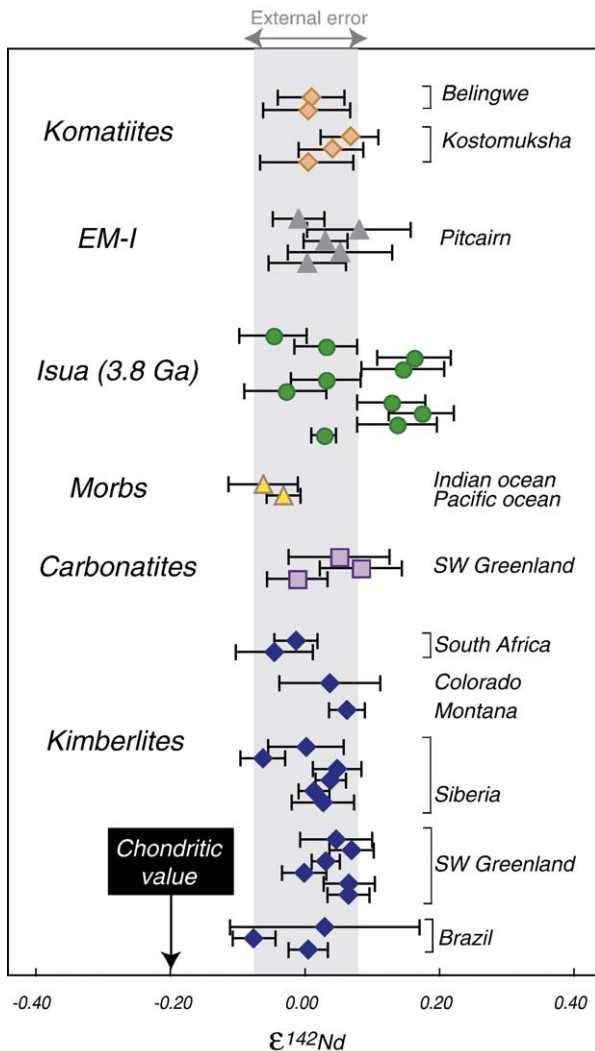 External error
Komatiites
Belingwe
Kostomuksha
EM-I
Pitcairn
Isua (3.8 Ga)
Morbs
Indian ocean
Pacific ocean
Carbonatites
SW Greenland
South Africa
Colorado
Montana
Kimberlites
Siberia
Chondritic
value
SW Greenland
Brazil
-0.40 -0.20 0.00 0.20 0.40
ε¹⁴²Nd